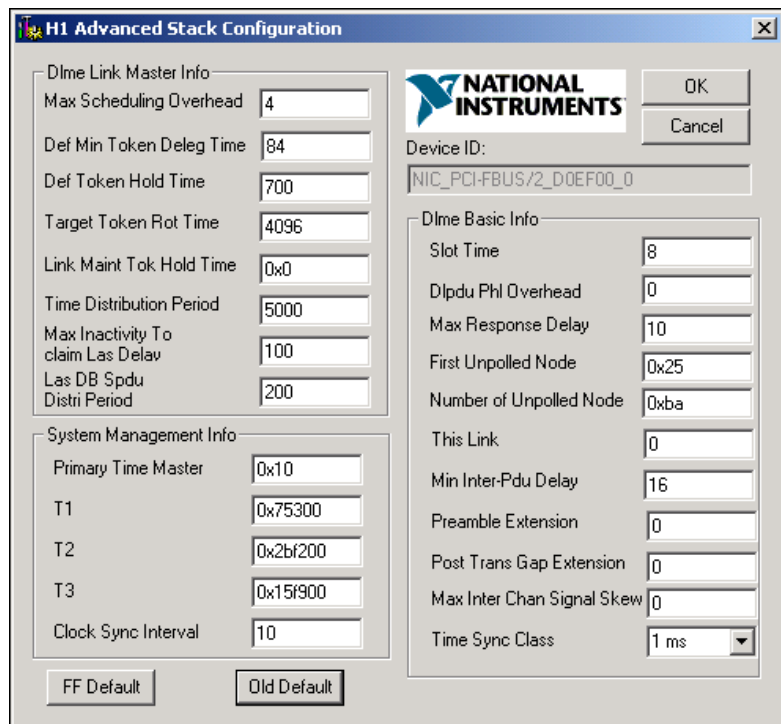 H1 Advanced Stack Configuration
Dlme Link Master Info
Max Scheduling Overhead 4
Def Min Token Deleg Time 84
Def Token Hold Time 700
Target Token Rot Time 4096
Link Maint Tok Hold Time 0x0
Time Distribution Period 5000
Max Inactivity To
claim Las Delay 100
Las DB Spdu
Distri Period 200
System Management Info
Primary Time Master 0x10
T1 0x75300
T2 0x2bf200
T3 0x15f900
Clock Sync Interval 10
FF Default
Old Default
NATIONAL
INSTRUMENTS
OK
Cancel
Device ID:
NIC_PCI-FBUS/2_D0EF00_0
Dlme Basic Info
Slot Time 8
Dlpdu Phl Overhead 0
Max Response Delay 10
First Unpolled Node 0x25
Number of Unpolled Node 0xba
This Link 0
Min Inter-Pdu Delay 16
Preamble Extension 0
Post Trans Gap Extension 0
Max Inter Chan Signal Skew 0
Time Sync Class 1 ms